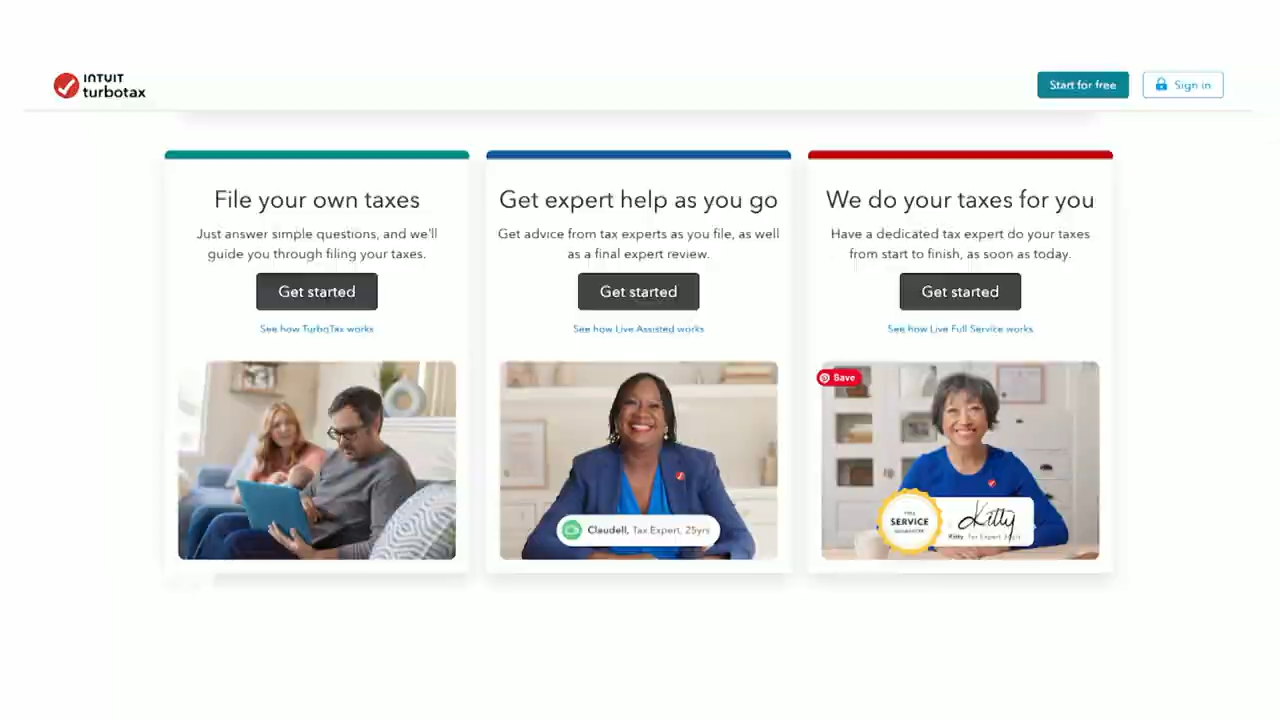 INTUIT
turbotax
Start for free
Sign in
File your own taxes
Just answer simple questions, and we'll
guide you through filing your taxes.
Get started
See how TurboTax works
Get expert help as you go
Get advice from tax experts as you file, as well
as a final expert review.
Get started
See how Live Assisted works
Claudell, Tax Expert, 25yrs
We do your taxes for you
Have a dedicated tax expert do your taxes
from start to finish, as soon as today.
Get started
See how Live Full Service works
Save
SERVICE
Kitty
Kitty, Tax Expert